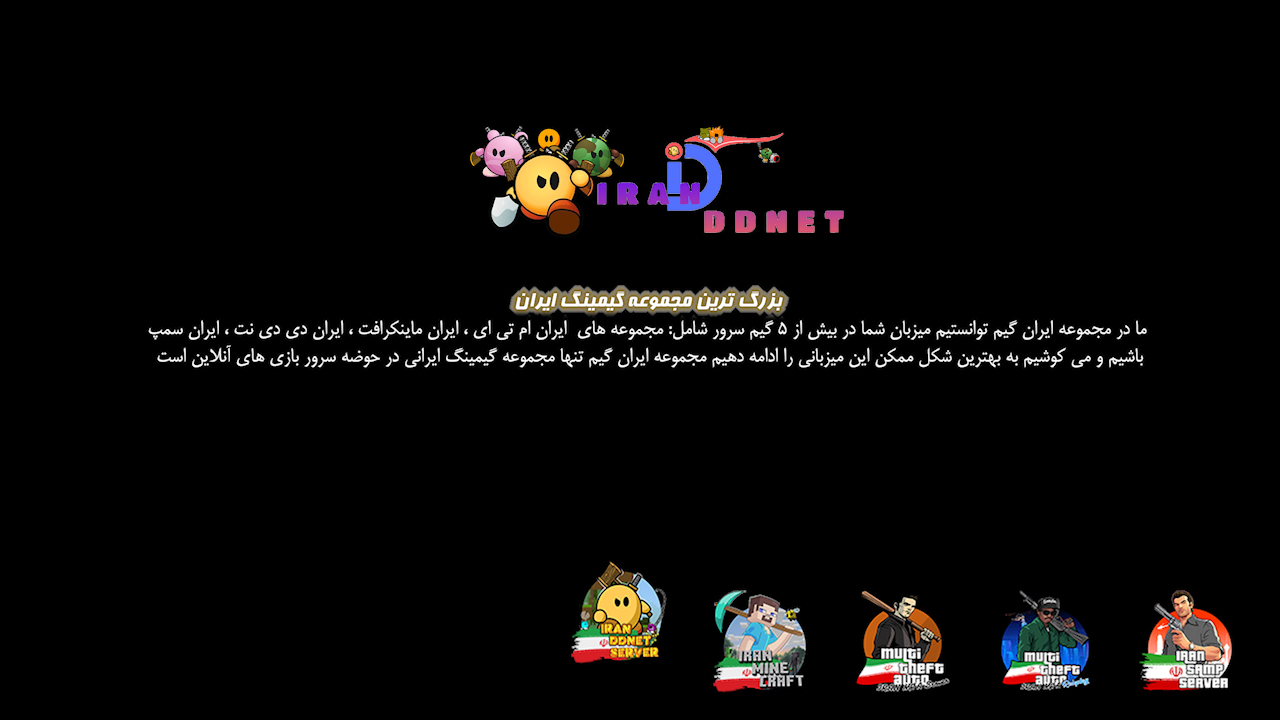 IRAN
DDNET
بزرگ ترین مجموعه گیمینگ ایران
ما در مجموعه ایران گیم توانستیم میزبان شما در بیش از ۵ گیم سرور شامل: مجموعه های ایران ام تی ای ، ایران ماینکرافت ، ایران دی دی نت ، ایران سمپ
باشیم و می کوشیم به بهترین شکل ممکن این میزبانی را ادامه دهیم مجموعه ایران گیم تنها مجموعه گیمینگ ایرانی در حوضه سرور بازی های آنلاین است
IRAN
DDNET
SERVER
IRAN
MINE
CRAFT
multi
theft
auto
multi
theft
auto
IRAN
SAMP
SERVER